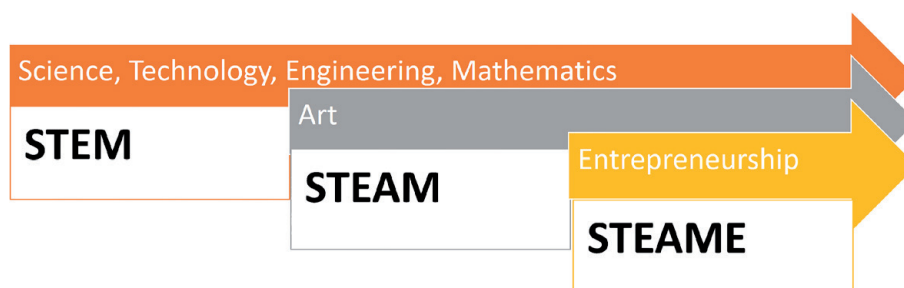 Science, Technology, Engineering, Mathematics
STEM
Art
STEAM
Entrepreneurship
STEAME